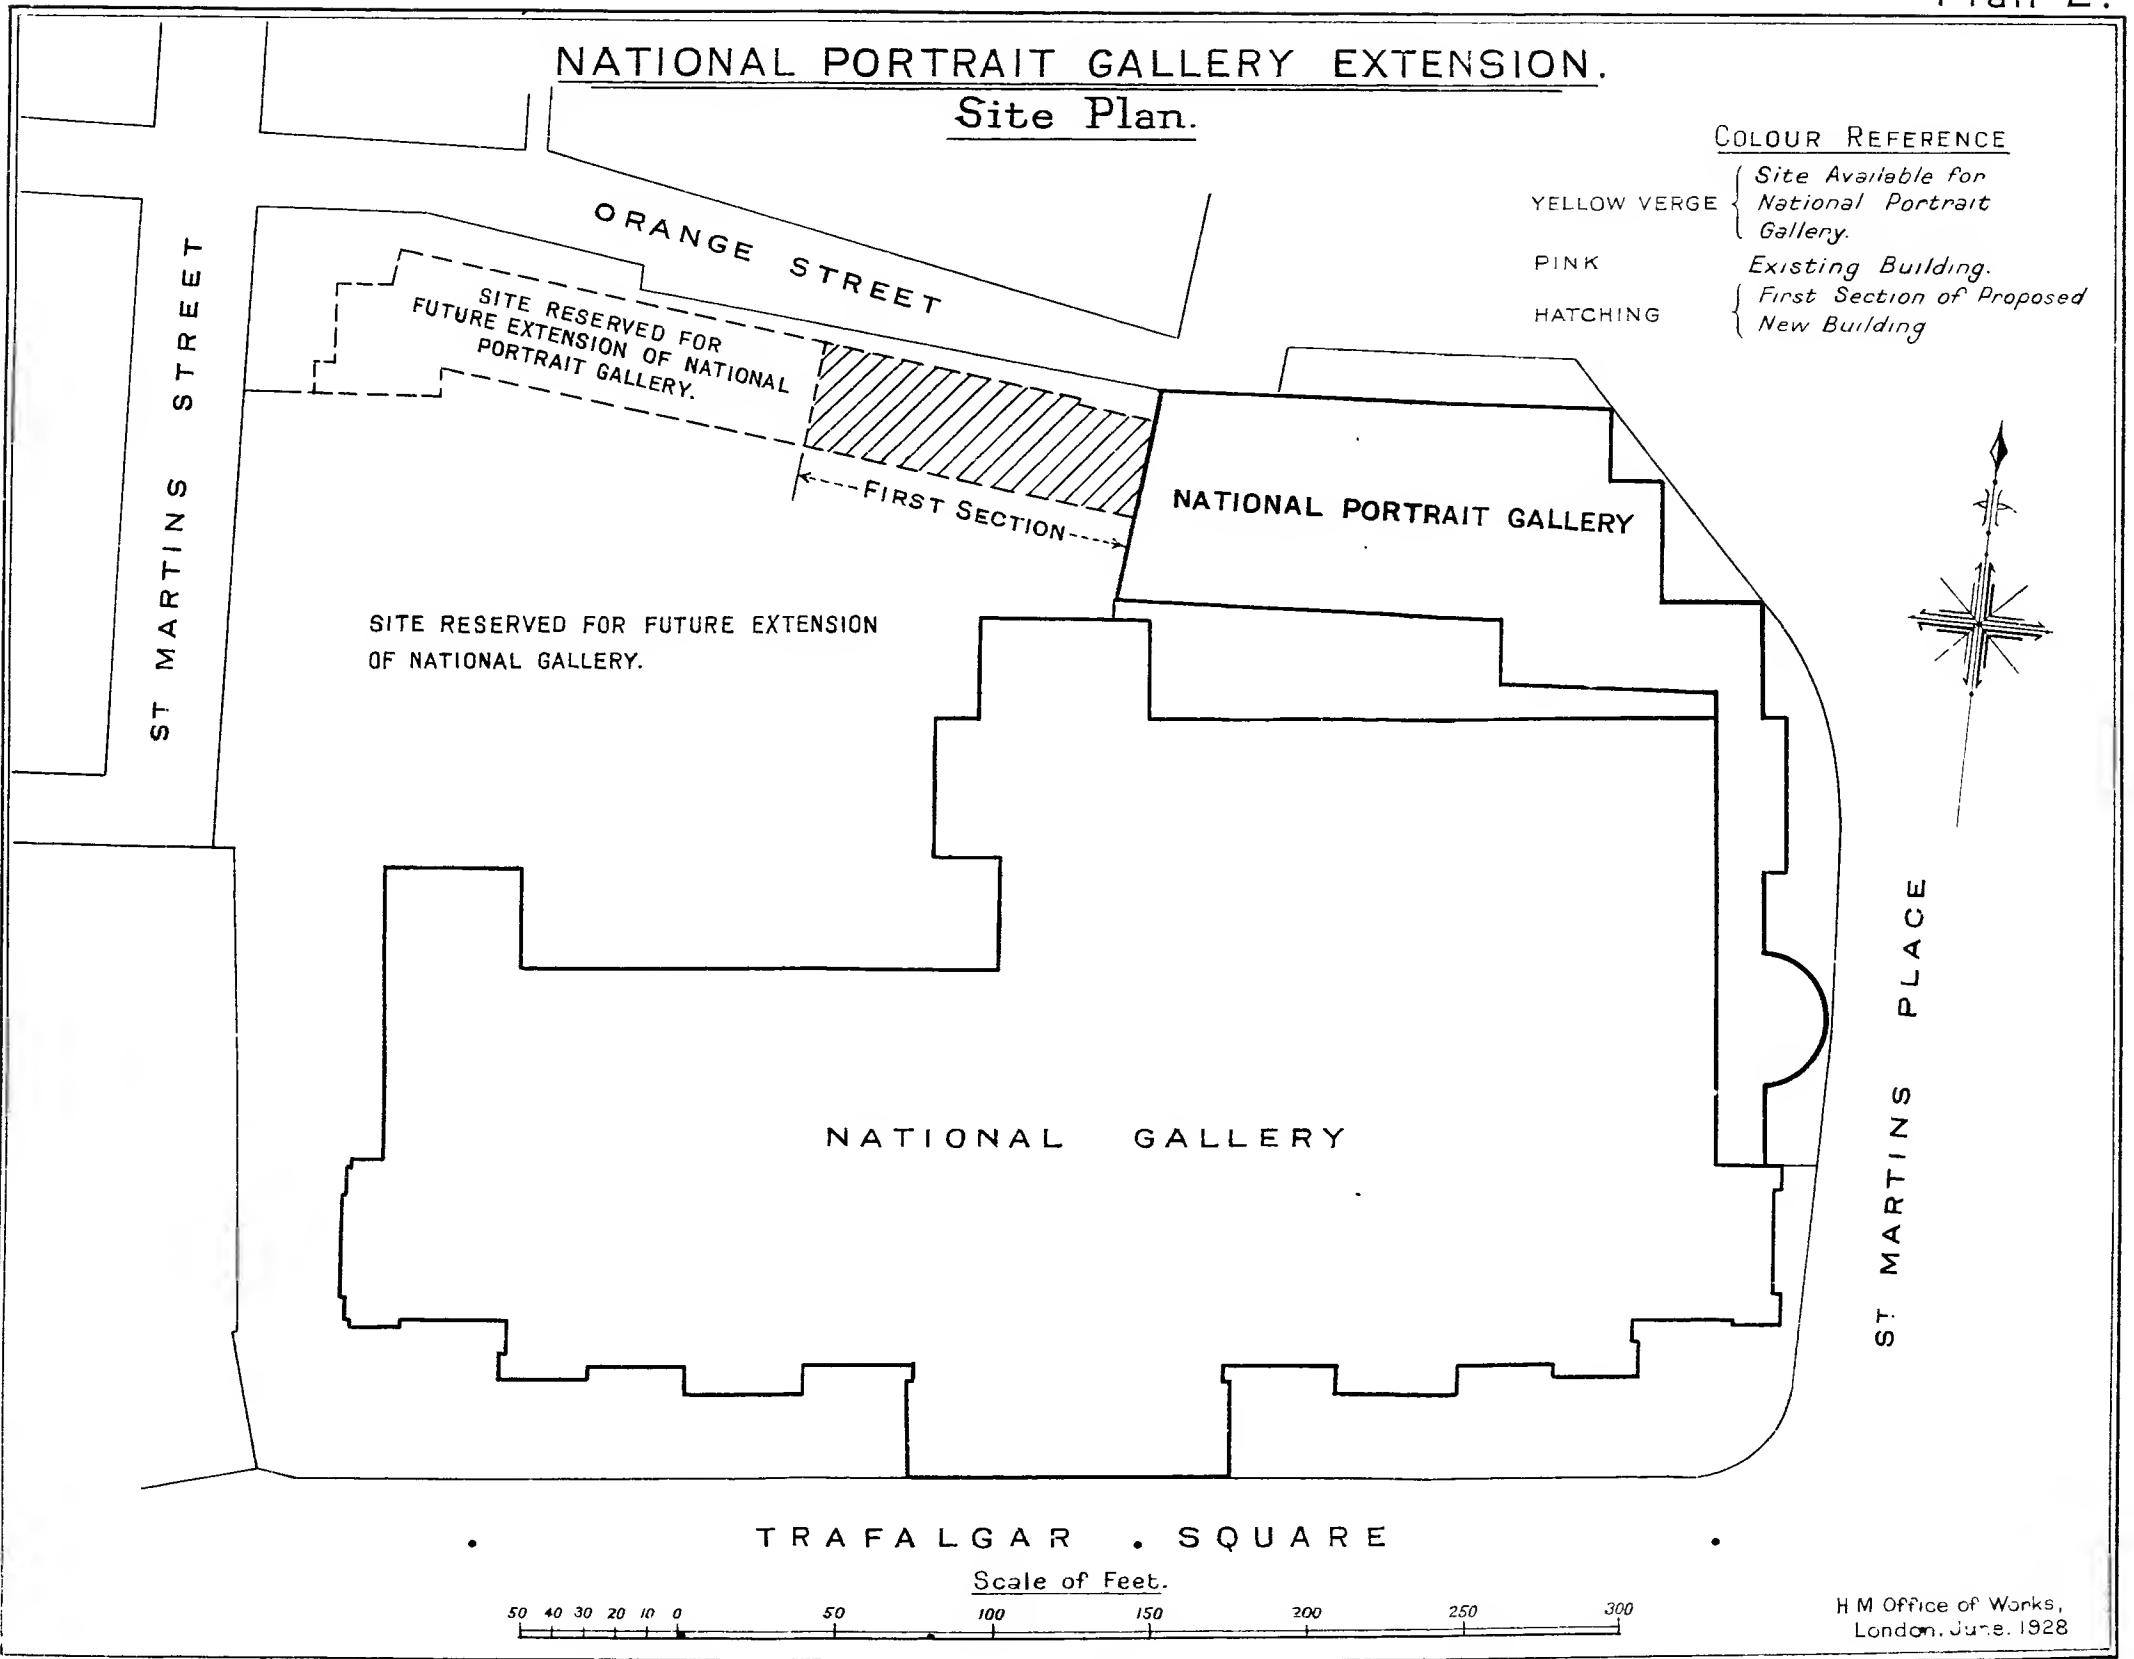 NATIONAL PORTRAIT GALLERY EXTENSION.
Site Plan.
COLOUR REFERENCE
YELLOW VERGE
Site Available for
National Portrait
Gallery.
PINK
Existing Building.
HATCHING
First Section of Proposed
New Building
ORANGE STREET
ST MARTINS STREET
SITE RESERVED FOR
FUTURE EXTENSION OF NATIONAL
PORTRAIT GALLERY.
FIRST SECTION
NATIONAL PORTRAIT GALLERY
SITE RESERVED FOR FUTURE EXTENSION
OF NATIONAL GALLERY.
NATIONAL GALLERY
ST MARTINS PLACE
TRAFALGAR SQUARE
Scale of Feet.
50 40 30 20 10 0 50 100 150 200 250 300
H M Office of Works,
London, June. 1928